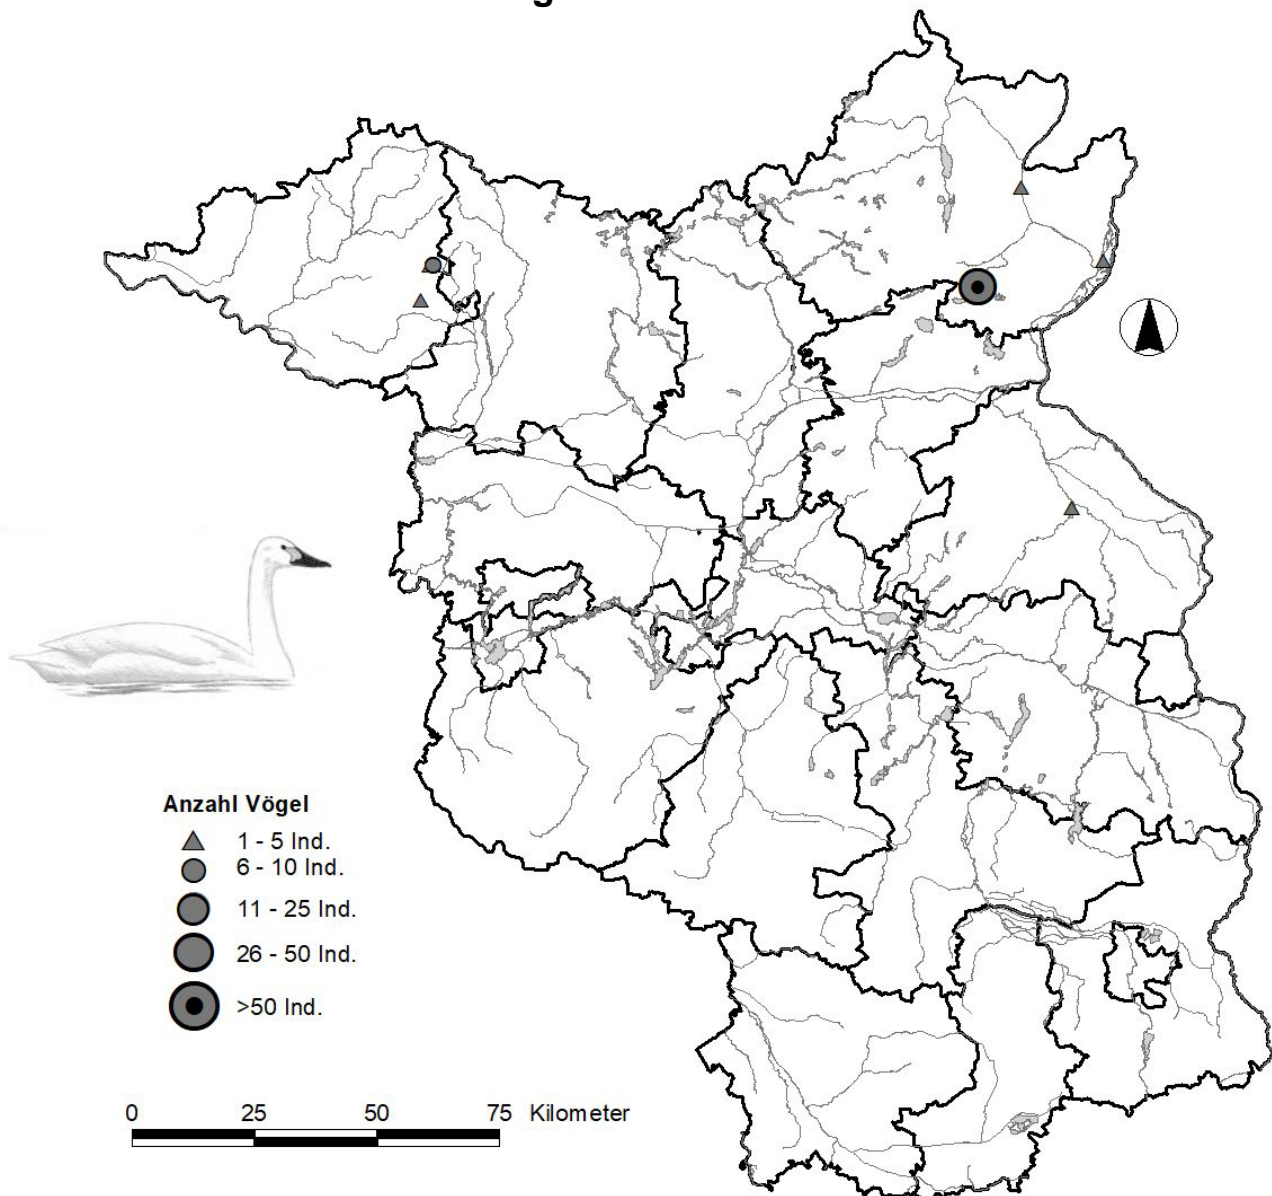 Anzahl Vögel
1 - 5 Ind.
6 - 10 Ind.
11 - 25 Ind.
26 - 50 Ind.
>50 Ind.
0 25 50 75 Kilometer